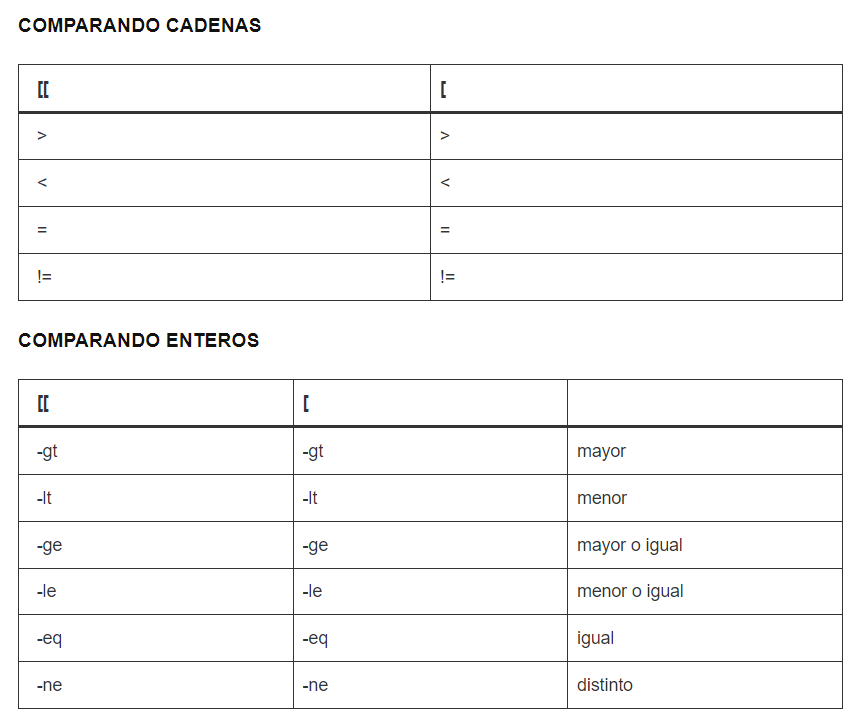 COMPARANDO CADENAS
[[ [
> >
< <
= =
!= !=
COMPARANDO ENTEROS
[[ [
-gt -gt mayor
-lt -lt menor
-ge -ge mayor o igual
-le -le menor o igual
-eq -eq igual
-ne -ne distinto